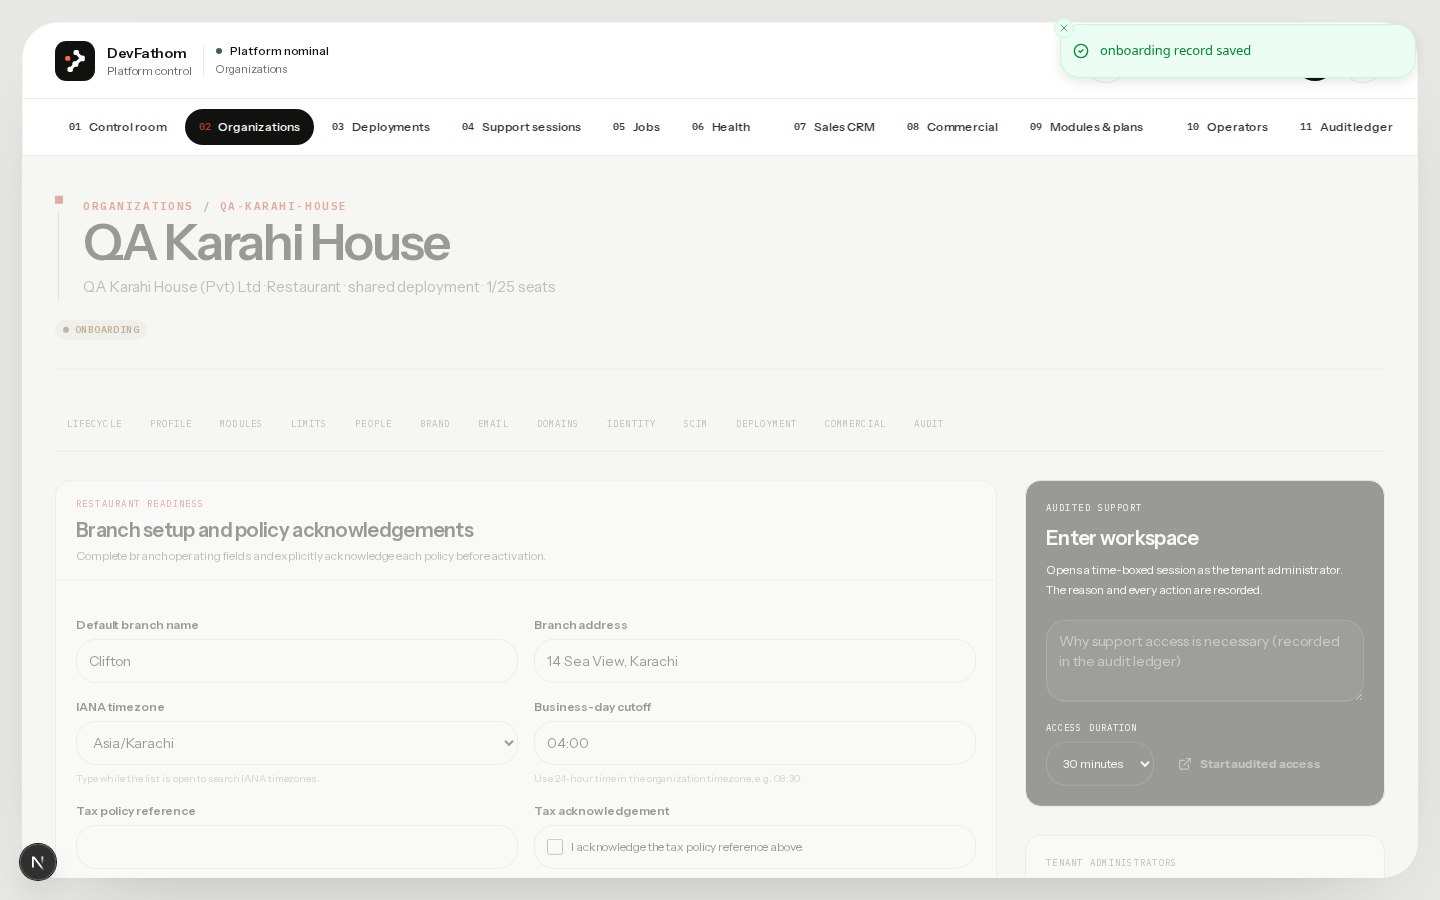 DevFathom
Platform control
Platform nominal
Organizations
onboarding record saved
01 Control room
02 Organizations
03 Deployments
04 Support sessions
05 Jobs
06 Health
07 Sales CRM
08 Commercial
09 Modules & plans
10 Operators
11 Audit ledger
ORGANIZATIONS / QA-KARAHI-HOUSE
QA Karahi House
QA Karahi House (Pvt) Ltd · Restaurant · shared deployment · 1/25 seats
ONBOARDING
LIFECYCLE PROFILE MODULES LIMITS PEOPLE BRAND EMAIL DOMAINS IDENTITY SCIM DEPLOYMENT COMMERCIAL AUDIT
RESTAURANT READINESS
Branch setup and policy acknowledgements
Complete branch operating fields and explicitly acknowledge each policy before activation.
Default branch name
Clifton
Branch address
14 Sea View, Karachi
IANA timezone
Asia/Karachi
Type while the list is open to search IANA timezones.
Business-day cutoff
04:00
Use 24-hour time in the organization timezone, e.g. 09:30.
Tax policy reference
Tax acknowledgement
I acknowledge the tax policy reference above.
AUDITED SUPPORT
Enter workspace
Opens a time-boxed session as the tenant administrator.
The reason and every action are recorded.
Why support access is necessary (recorded
in the audit ledger)
ACCESS DURATION
30 minutes
Start audited access
TENANT ADMINISTRATORS
N